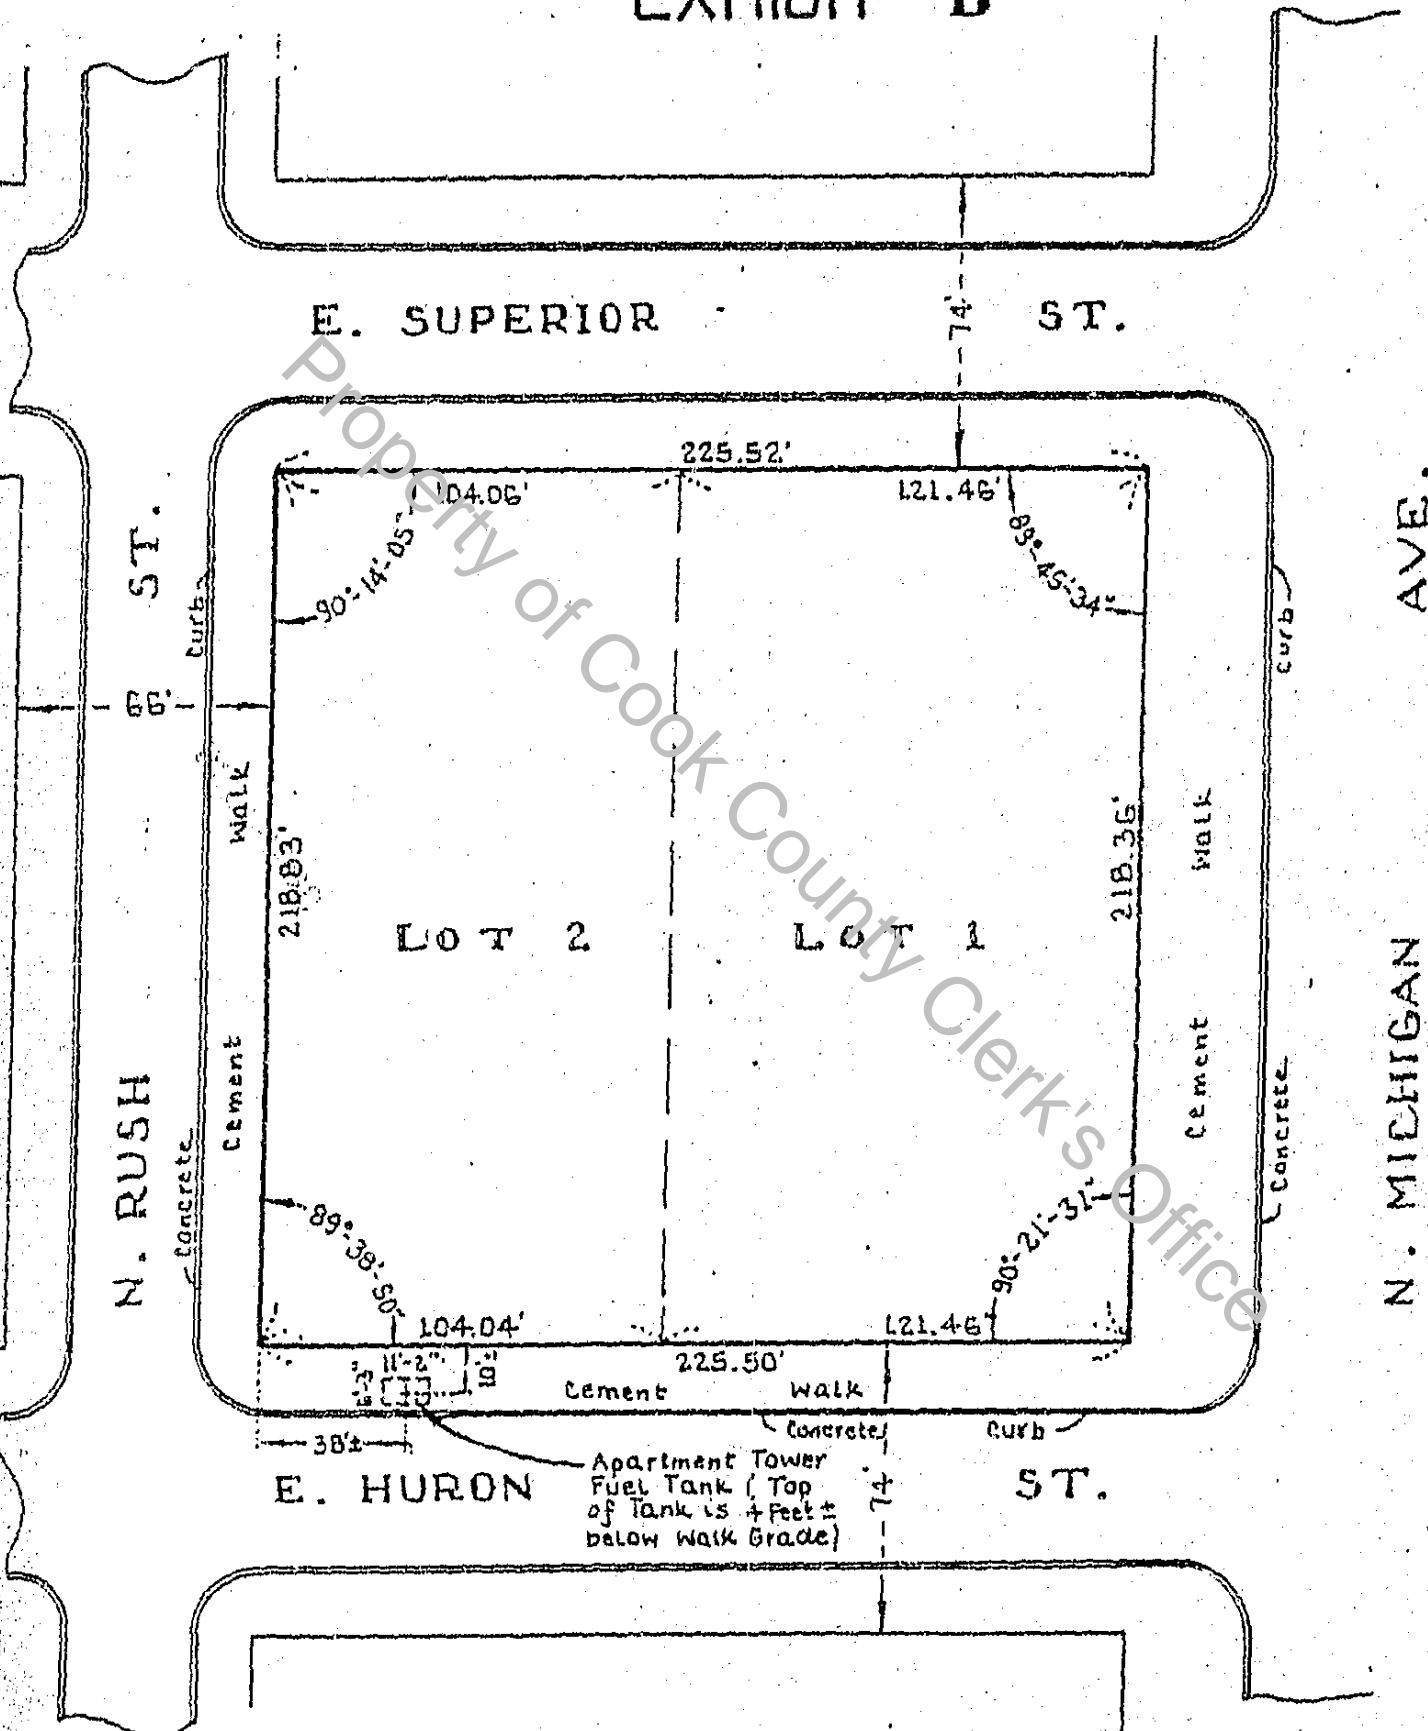 EXHIBIT B
E. SUPERIOR ST.
74'
225.52'
104.06'
121.46'
90°-14'-05"
89°-45'-34"
N. RUSH ST.
Curb
66'
Walk
218.83'
Cement
Concrete
LOT 2
LOT 1
218.36'
Walk
Cement
Curb
Concrete
N. MICHIGAN AVE.
89°-38'-50"
90°-21'-31"
104.04'
121.46'
11'-2"
10'±
225.50'
Cement Walk
Concrete Curb
38'±
E. HURON ST.
74'
Apartment Tower
Fuel Tank ( Top
of Tank is 4 Feet ±
below Walk Grade)
Property of Cook County Clerk's Office